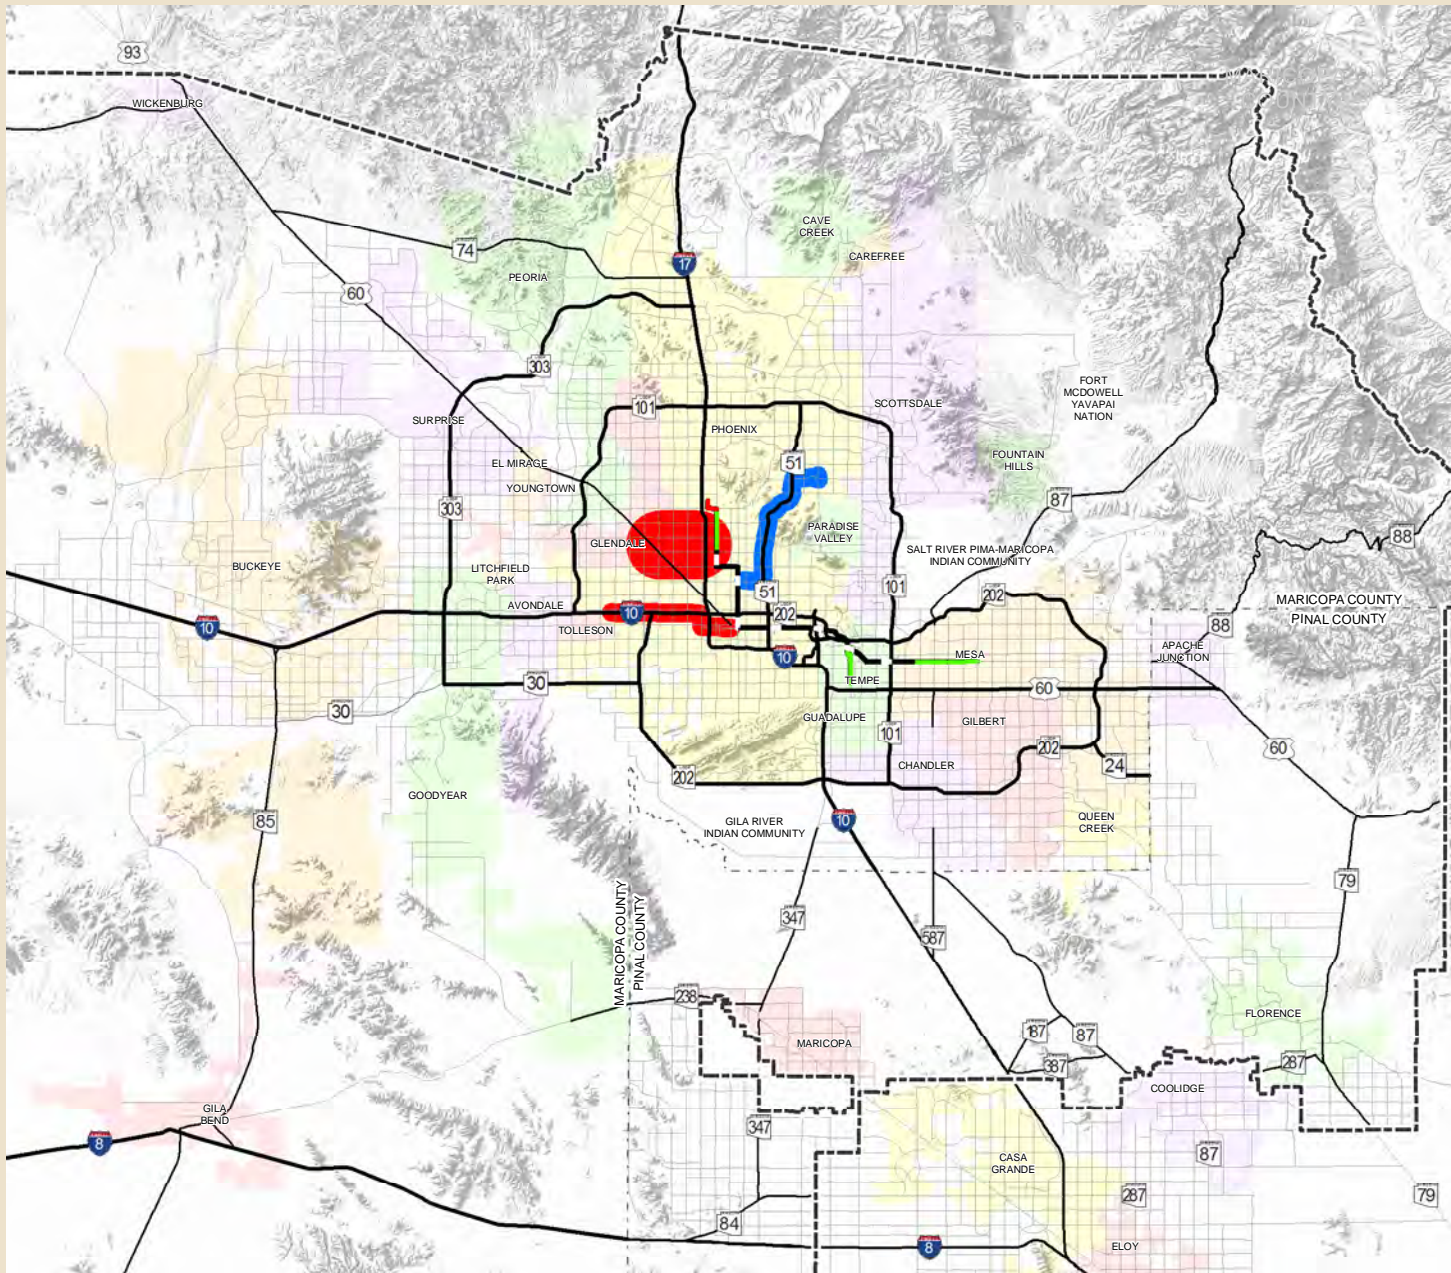 93
WICKENBURG
CAVE
CREEK
CAREFREE
74
PEORIA
17
60
303
101
SCOTTSDALE
FORT
MCDOWELL
YAVAPAI
NATION
SURPRISE
PHOENIX
EL MIRAGE
51
FOUNTAIN
HILLS
YOUNGTOWN
303
87
PARADISE
VALLEY
88
GLENDALE
SALT RIVER PIMA-MARICOPA
INDIAN COMMUNITY
BUCKEYE
LITCHFIELD
PARK
101
51
202
MARICOPA COUNTY
PINAL COUNTY
AVONDALE
10
202
10
TOLLESON
88
APACHE
JUNCTION
10
MESA
TEMPE
30
60
30
GUADALUPE
GILBERT
101
202
60
CHANDLER
24
202
GOODYEAR
85
GILA RIVER
INDIAN COMMUNITY
10
QUEEN
CREEK
79
MARICOPA COUNTY
PINAL COUNTY
347
587
238
FLORENCE
MARICOPA
187
87
387
287
COOLIDGE
GILA
BEND
8
347
87
CASA
GRANDE
287
79
84
8
ELOY